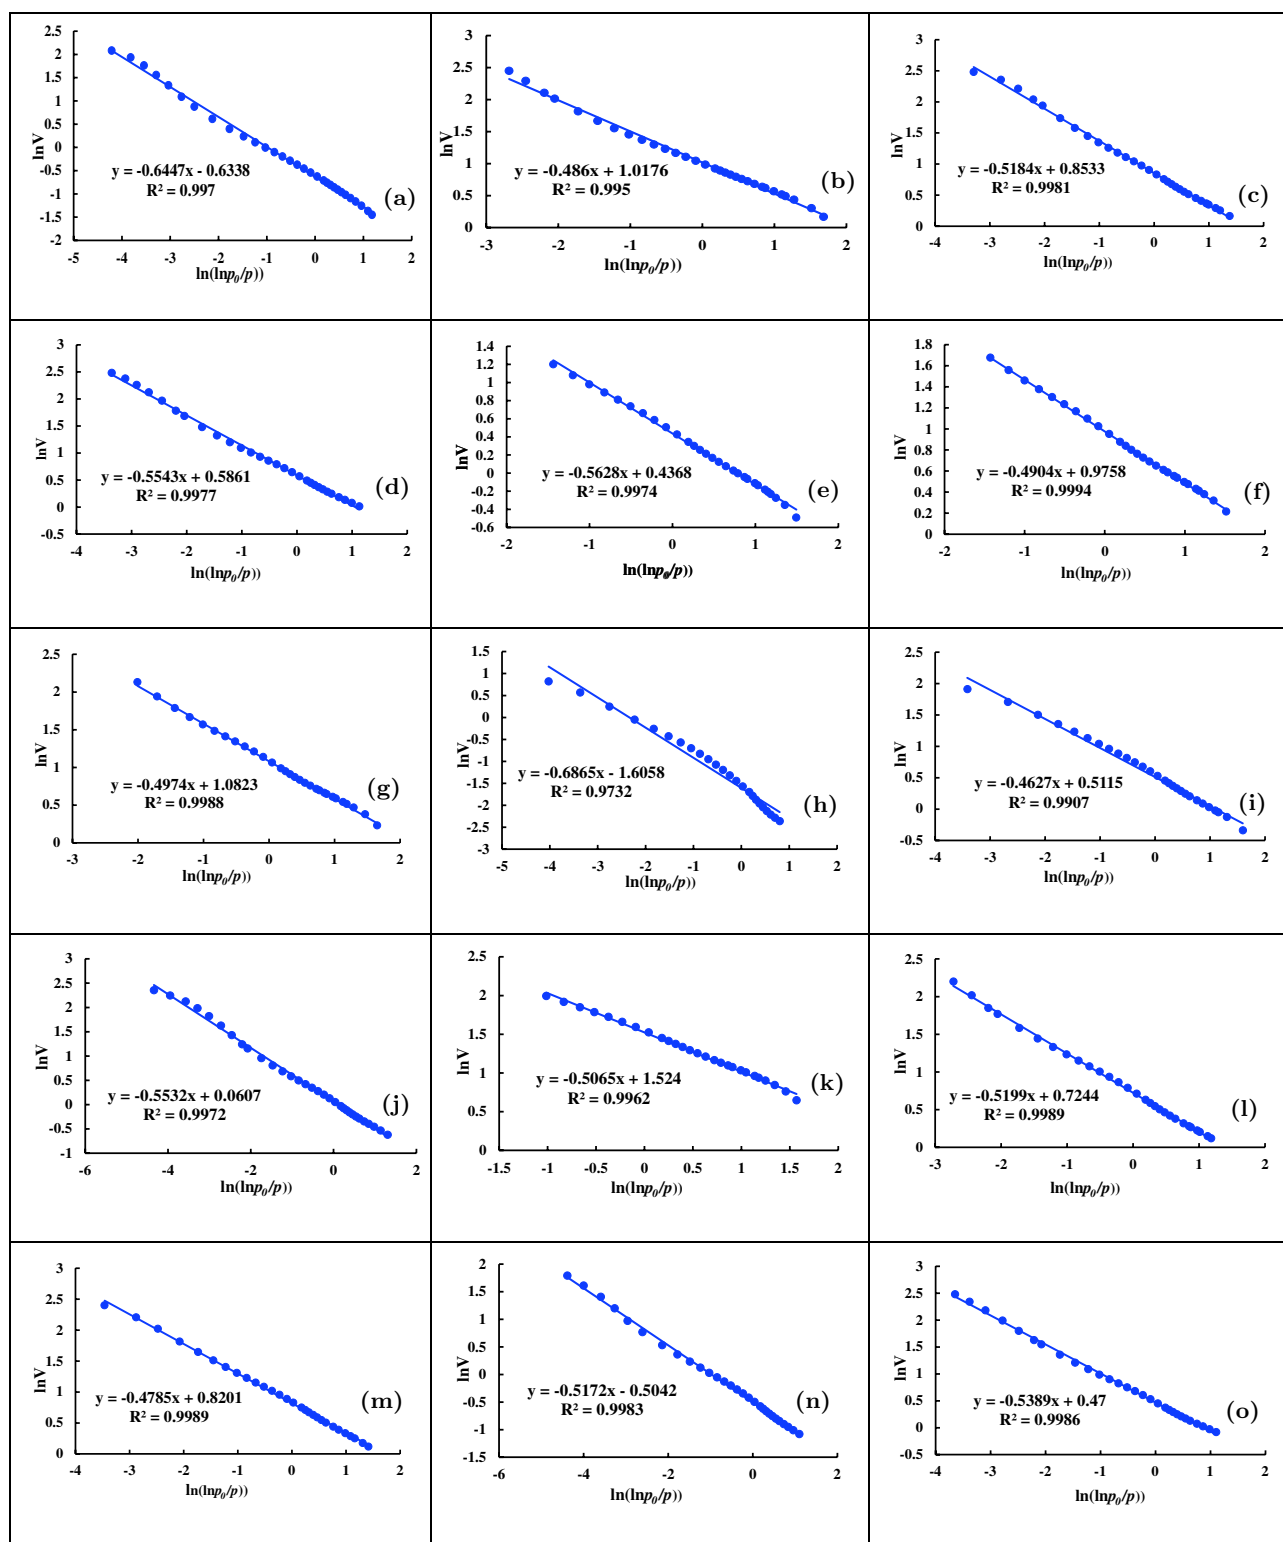 2.5
2
1.5
1
0.5
0
-0.5
-1
-1.5
-2
lnV
y = -0.6447x - 0.6338
R² = 0.997
(a)
-5 -4 -3 -2 -1 0 1 2
ln(lnp₀/p))
3
2.5
2
1.5
1
0.5
0
lnV
y = -0.486x + 1.0176
R² = 0.995
(b)
-3 -2 -1 0 1 2
ln(lnp₀/p))
3
2.5
2
1.5
1
0.5
0
lnV
y = -0.5184x + 0.8533
R² = 0.9981
(c)
-4 -3 -2 -1 0 1 2
ln(lnp₀/p))
3
2.5
2
1.5
1
0.5
0
-0.5
lnV
y = -0.5543x + 0.5861
R² = 0.9977
(d)
-4 -3 -2 -1 0 1 2
ln(lnp₀/p))
1.4
1.2
1
0.8
0.6
0.4
0.2
0
-0.2
-0.4
-0.6
lnV
y = -0.5628x + 0.4368
R² = 0.9974
(e)
-2 -1 0 1 2
ln(lnp₀/p))
1.8
1.6
1.4
1.2
1
0.8
0.6
0.4
0.2
0
lnV
y = -0.4904x + 0.9758
R² = 0.9994
(f)
-2 -1 0 1 2
ln(lnp₀/p))
2.5
2
1.5
1
0.5
0
lnV
y = -0.4974x + 1.0823
R² = 0.9988
(g)
-3 -2 -1 0 1 2
ln(lnp₀/p))
1.5
1
0.5
0
-0.5
-1
-1.5
-2
-2.5
-3
lnV
y = -0.6865x - 1.6058
R² = 0.9732
(h)
-5 -4 -3 -2 -1 0 1 2
ln(lnp₀/p))
2.5
2
1.5
1
0.5
0
-0.5
lnV
y = -0.4627x + 0.5115
R² = 0.9907
(i)
-4 -3 -2 -1 0 1 2
ln(lnp₀/p))
3
2.5
2
1.5
1
0.5
0
-0.5
-1
lnV
y = -0.5532x + 0.0607
R² = 0.9972
(j)
-6 -4 -2 0 2
ln(lnp₀/p))
2.5
2
1.5
1
0.5
0
lnV
y = -0.5065x + 1.524
R² = 0.9962
(k)
-1.5 -1 -0.5 0 0.5 1 1.5 2
ln(lnp₀/p))
2.5
2
1.5
1
0.5
0
lnV
y = -0.5199x + 0.7244
R² = 0.9989
(l)
-3 -2 -1 0 1 2
ln(lnp₀/p))
3
2.5
2
1.5
1
0.5
0
lnV
y = -0.4785x + 0.8201
R² = 0.9989
(m)
-4 -3 -2 -1 0 1 2
ln(lnp₀/p))
2
1.5
1
0.5
0
-0.5
-1
-1.5
lnV
y = -0.5172x - 0.5042
R² = 0.9983
(n)
-6 -4 -2 0 2
ln(lnp₀/p))
3
2.5
2
1.5
1
0.5
0
-0.5
lnV
y = -0.5389x + 0.47
R² = 0.9986
(o)
-4 -3 -2 -1 0 1 2
ln(lnp₀/p))